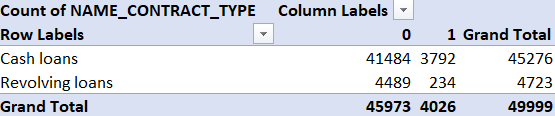 Count of NAME_CONTRACT_TYPE Column Labels
Row Labels 0 1 Grand Total
Cash loans 41484 3792 45276
Revolving loans 4489 234 4723
Grand Total 45973 4026 49999